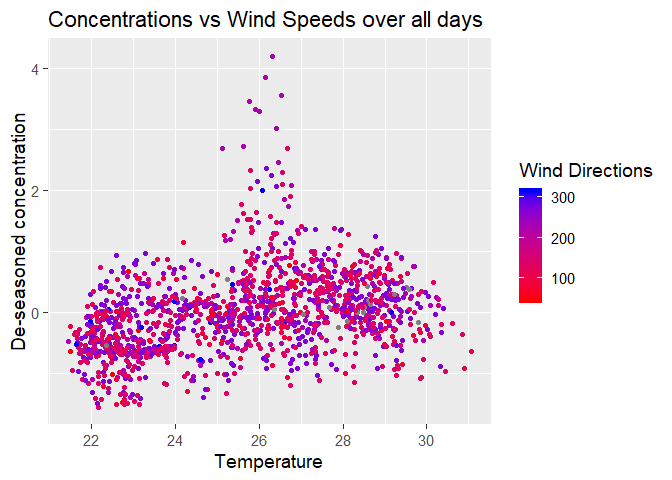 Concentrations vs Wind Speeds over all days
De-seasoned concentration
4
2
0
22 24 26 28 30
Temperature
Wind Directions
300
200
100